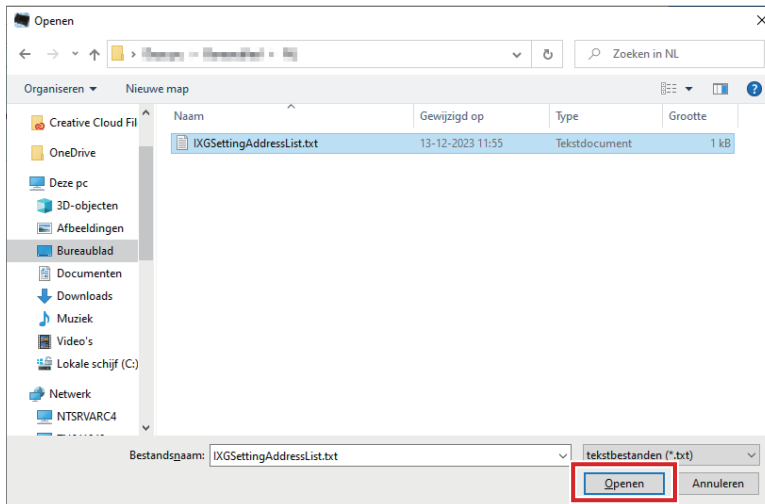 Openen
Zoeken in NL
Organiseren
Nieuwe map
Naam
Gewijzigd op
Type
Grootte
Creative Cloud Fil
OneDrive
Deze pc
3D-objecten
Afbeeldingen
Bureaublad
Documenten
Downloads
Muziek
Video's
Lokale schijf (C:)
Netwerk
NTSRVARC4
IXGSettingAddressList.txt
13-12-2023 11:55
Tekstdocument
1 kB
Bestandsnaam:
IXGSettingAddressList.txt
tekstbestanden (*.txt)
Openen
Annuleren